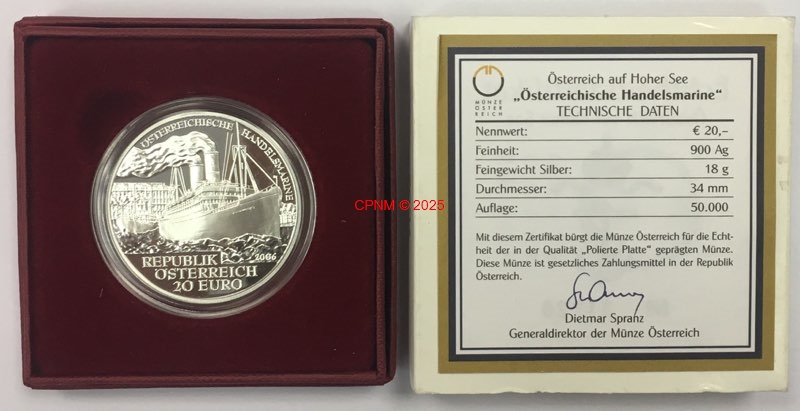 ÖSTERREICHISCHE HANDELSMARINE
REPUBLIK 2006
ÖSTERREICH
20 EURO
CPNM © 2025
MÜNZE
ÖSTER
REICH
Österreich auf Hoher See
„Österreichische Handelsmarine“
TECHNISCHE DATEN
Nennwert: € 20,–
Feinheit: 900 Ag
Feingewicht Silber: 18 g
Durchmesser: 34 mm
Auflage: 50.000
Mit diesem Zertifikat bürgt die Münze Österreich für die Echt-
heit der in der Qualität „Polierte Platte“ geprägten Münze.
Diese Münze ist gesetzliches Zahlungsmittel in der Republik
Österreich.
Dietmar Spranz
Generaldirektor der Münze Österreich